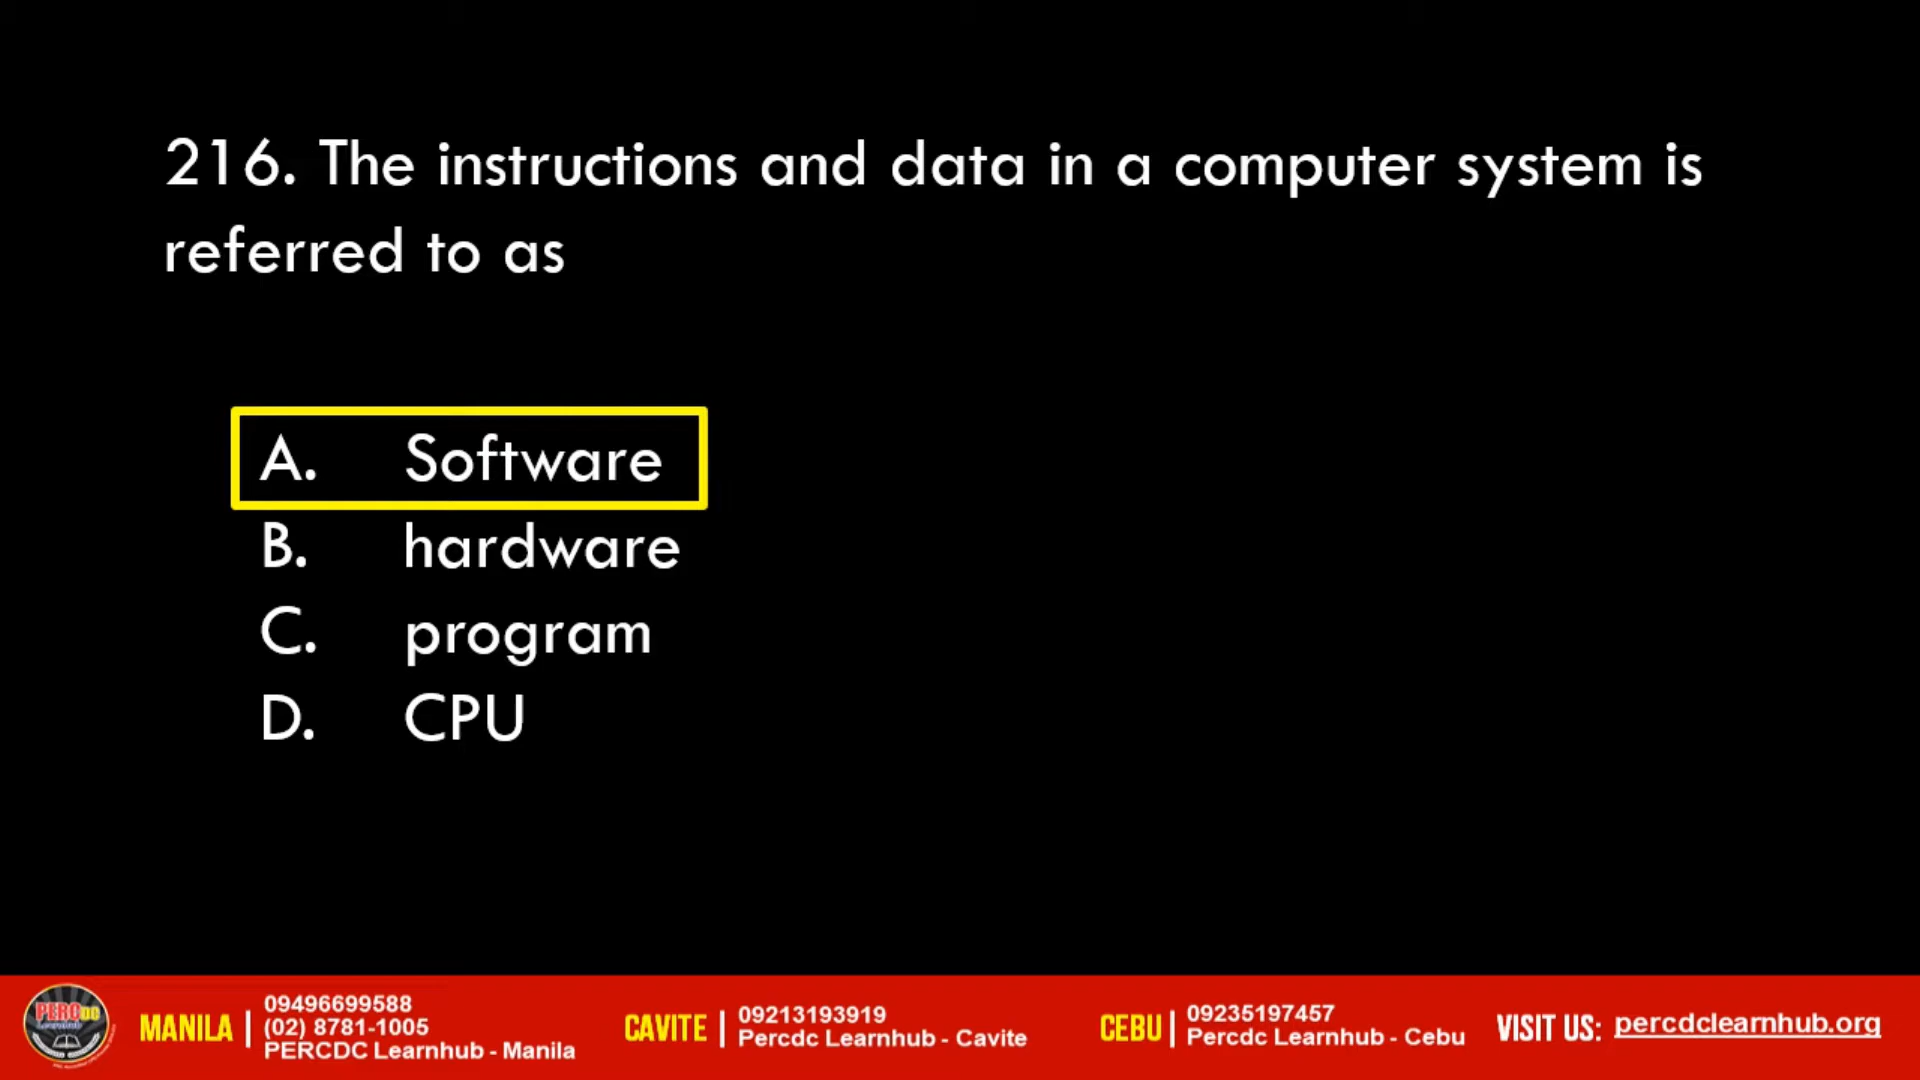 216. The instructions and data in a computer system is
referred to as
A. Software
B. hardware
C. program
D. CPU
PERCDC
Learnhub
MANILA
09496699588
(02) 8781-1005
PERCDC Learnhub - Manila
CAVITE
09213193919
Percdc Learnhub - Cavite
CEBU
09235197457
Percdc Learnhub - Cebu
VISIT US: percdclearnhub.org